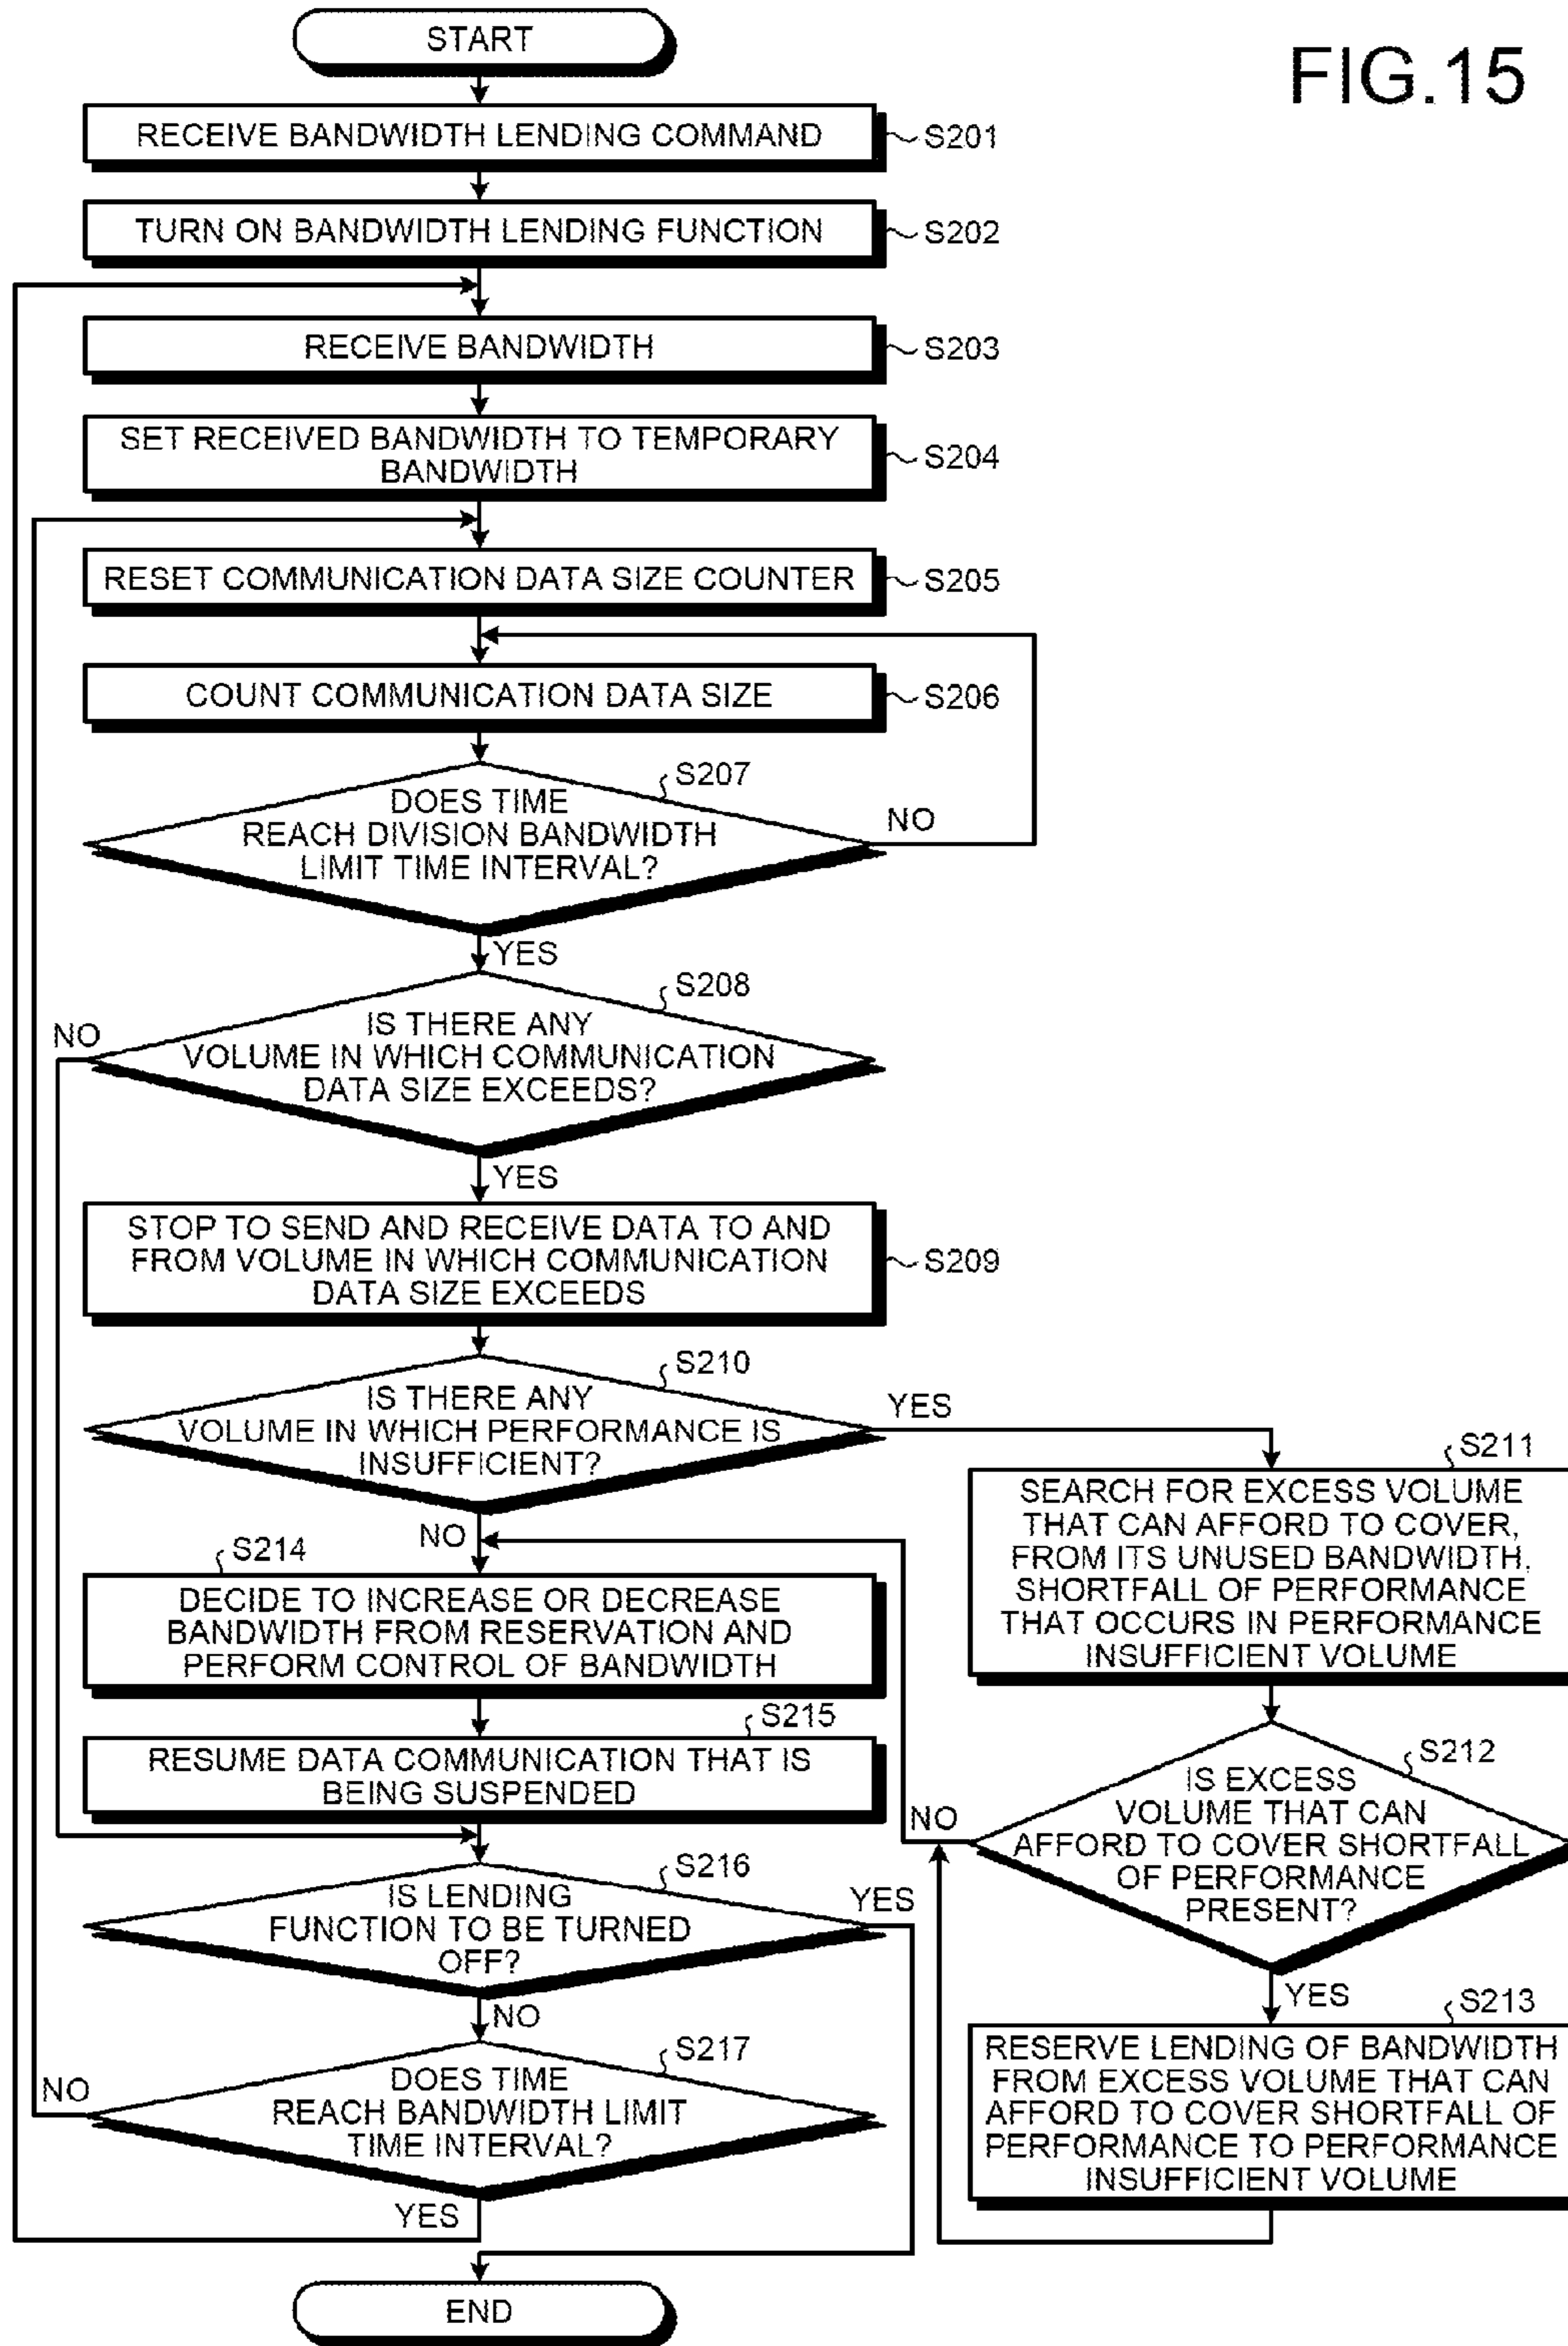 FIG.15
START
RECEIVE BANDWIDTH LENDING COMMAND
S201
TURN ON BANDWIDTH LENDING FUNCTION
S202
RECEIVE BANDWIDTH
S203
SET RECEIVED BANDWIDTH TO TEMPORARY
BANDWIDTH
S204
RESET COMMUNICATION DATA SIZE COUNTER
S205
COUNT COMMUNICATION DATA SIZE
S206
S207
DOES TIME
REACH DIVISION BANDWIDTH
LIMIT TIME INTERVAL?
NO
YES
S208
IS THERE ANY
VOLUME IN WHICH COMMUNICATION
DATA SIZE EXCEEDS?
NO
YES
STOP TO SEND AND RECEIVE DATA TO AND
FROM VOLUME IN WHICH COMMUNICATION
DATA SIZE EXCEEDS
S209
S210
IS THERE ANY
VOLUME IN WHICH PERFORMANCE IS
INSUFFICIENT?
YES
NO
S211
SEARCH FOR EXCESS VOLUME
THAT CAN AFFORD TO COVER,
FROM ITS UNUSED BANDWIDTH.
SHORTFALL OF PERFORMANCE
THAT OCCURS IN PERFORMANCE
INSUFFICIENT VOLUME
S212
IS EXCESS
VOLUME THAT CAN
AFFORD TO COVER SHORTFALL
OF PERFORMANCE
PRESENT?
NO
YES
S213
RESERVE LENDING OF BANDWIDTH
FROM EXCESS VOLUME THAT CAN
AFFORD TO COVER SHORTFALL OF
PERFORMANCE TO PERFORMANCE
INSUFFICIENT VOLUME
S214
DECIDE TO INCREASE OR DECREASE
BANDWIDTH FROM RESERVATION AND
PERFORM CONTROL OF BANDWIDTH
S215
RESUME DATA COMMUNICATION THAT IS
BEING SUSPENDED
S216
IS LENDING
FUNCTION TO BE TURNED
OFF?
YES
NO
S217
DOES TIME
REACH BANDWIDTH LIMIT
TIME INTERVAL?
NO
YES
END